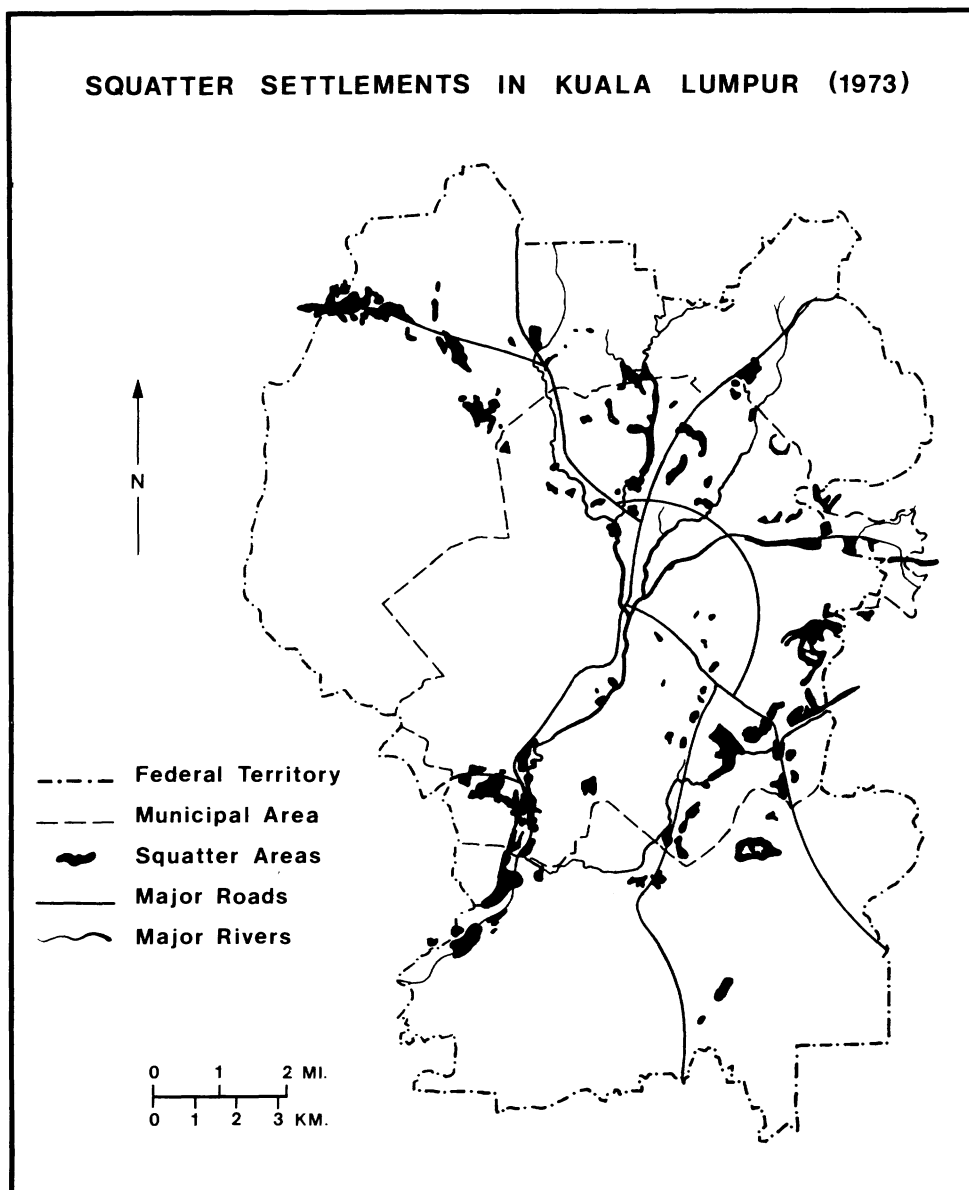 SQUATTER SETTLEMENTS IN KUALA LUMPUR (1973)
N
Federal Territory
Municipal Area
Squatter Areas
Major Roads
Major Rivers
0 1 2 MI.
0 1 2 3 KM.